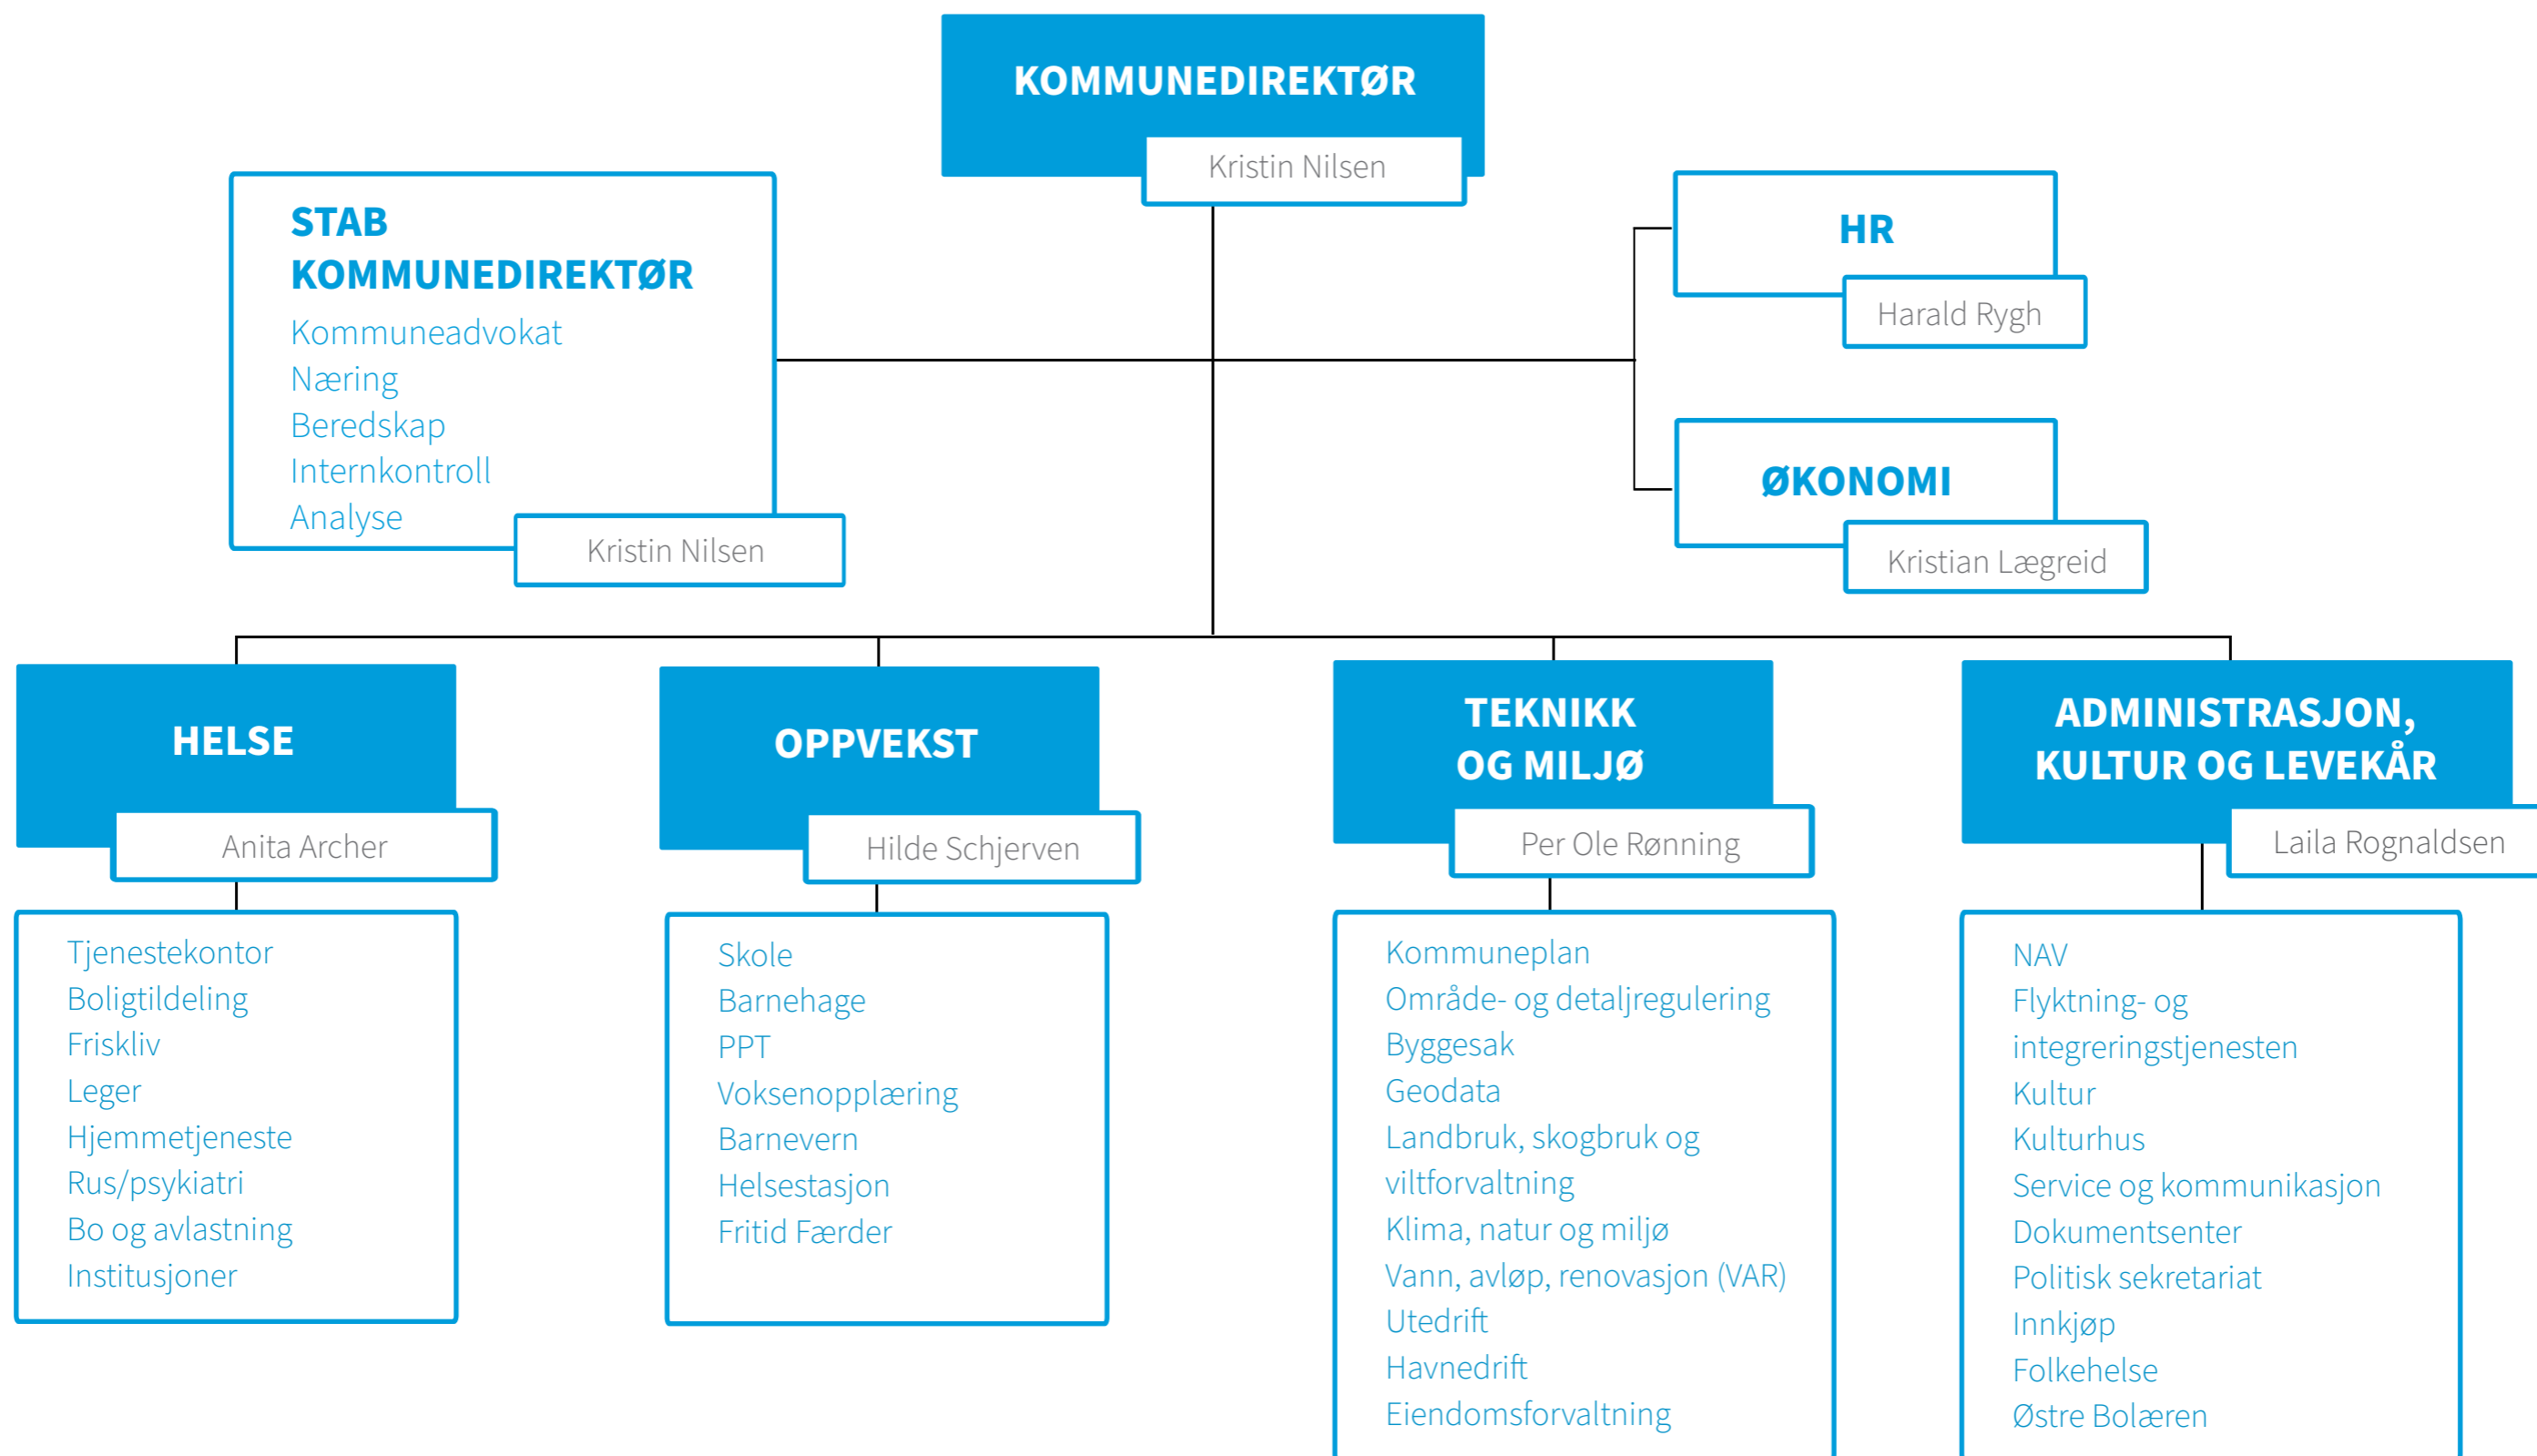 KOMMUNEDIREKTØR
Kristin Nilsen
STAB
KOMMUNEDIREKTØR
Kommuneadvokat
Næring
Beredskap
Internkontroll
Analyse
Kristin Nilsen
HR
Harald Rygh
ØKONOMI
Kristian Lægreid
HELSE
Anita Archer
Tjenestekontor
Boligtildeling
Friskliv
Leger
Hjemmetjeneste
Rus/psykiatri
Bo og avlastning
Institusjoner
OPPVEKST
Hilde Schjerven
Skole
Barnehage
PPT
Voksenopplæring
Barnevern
Helsestasjon
Fritid Færder
TEKNIKK
OG MILJØ
Per Ole Rønning
Kommuneplan
Område- og detaljregulering
Byggesak
Geodata
Landbruk, skogbruk og
viltforvaltning
Klima, natur og miljø
Vann, avløp, renovasjon (VAR)
Utedrift
Havnedrift
Eiendomsforvaltning
ADMINISTRASJON,
KULTUR OG LEVEKÅR
Laila Rognaldsen
NAV
Flyktning- og
integreringstjenesten
Kultur
Kulturhus
Service og kommunikasjon
Dokumentsenter
Politisk sekretariat
Innkjøp
Folkehelse
Østre Bolæren